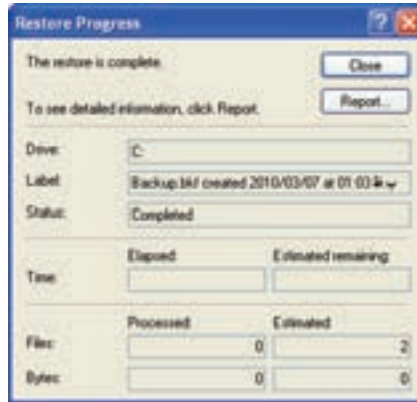 Restore Progress
The restore is complete.
Close
To see detailed information, click Report.
Report...
Drive: C:
Label: Backup.bkf created 2010/03/07 at 01:03
Status: Completed
Elapsed: Estimated remaining:
Time:
Processed: Estimated:
Files: 0 2
Bytes: 0 0